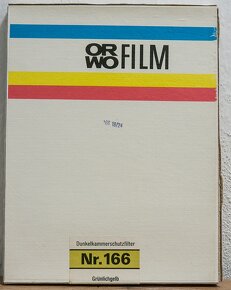 ORWO FILM
Dunkelkammerschutzfilter
Nr. 166
Grünlichgelb